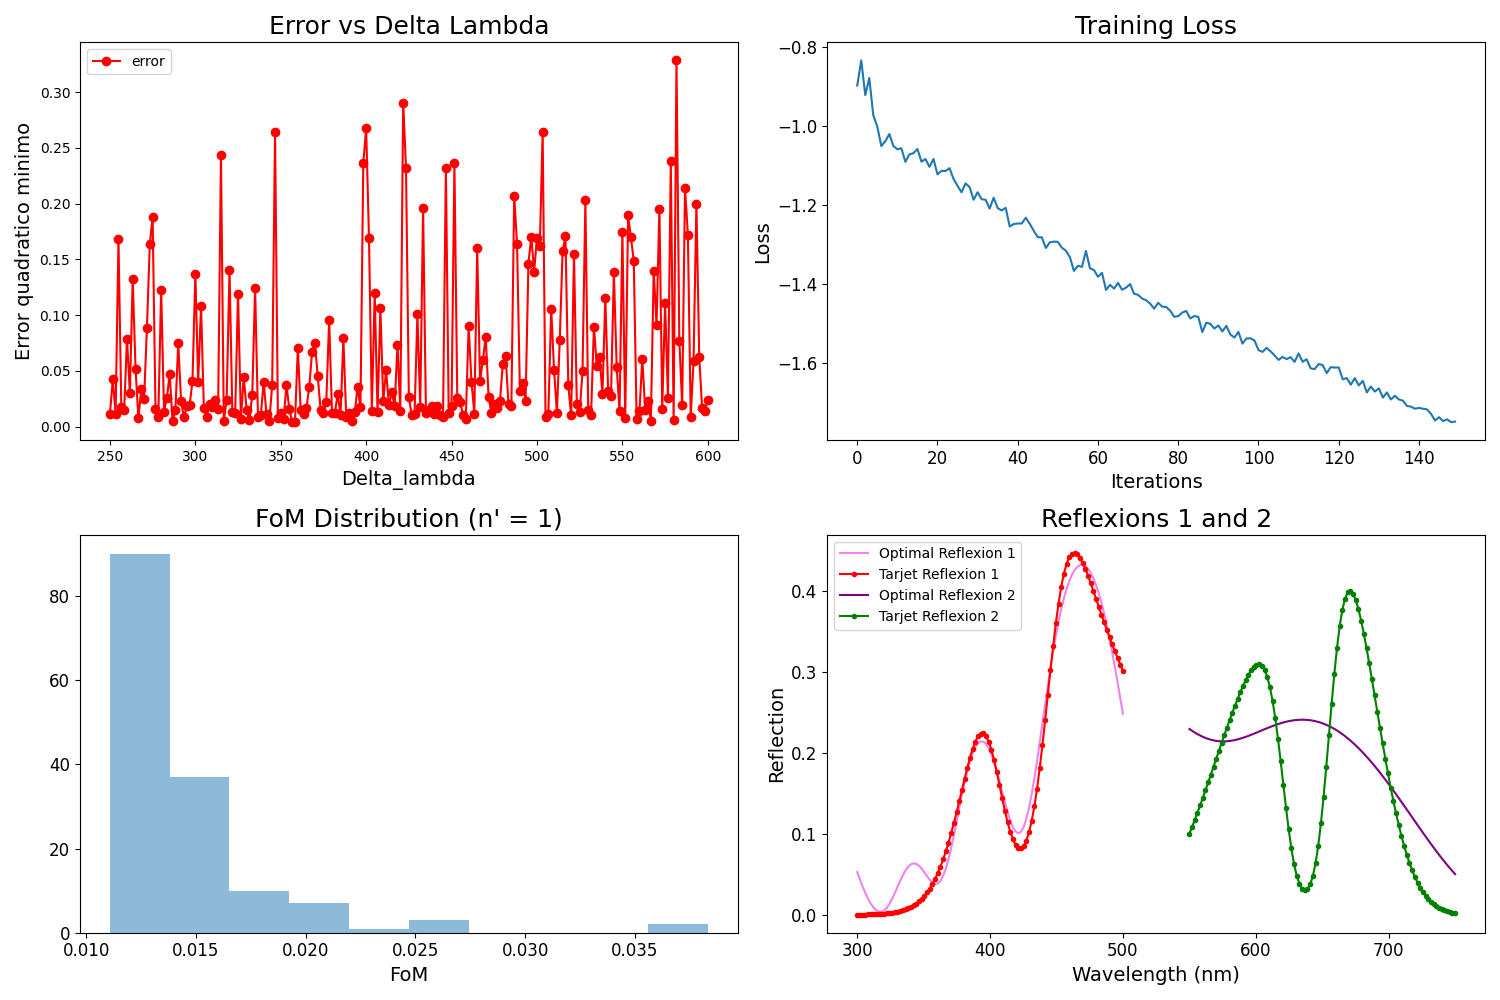 Error vs Delta Lambda
error
Error quadratico minimo
0.30
0.25
0.20
0.15
0.10
0.05
0.00
250 300 350 400 450 500 550 600
Delta_lambda
Training Loss
Loss
−0.8
−1.0
−1.2
−1.4
−1.6
0 20 40 60 80 100 120 140
Iterations
FoM Distribution (n' = 1)
80
60
40
20
0
0.010 0.015 0.020 0.025 0.030 0.035
FoM
Reflexions 1 and 2
Optimal Reflexion 1
Tarjet Reflexion 1
Optimal Reflexion 2
Tarjet Reflexion 2
Reflection
0.4
0.3
0.2
0.1
0.0
300 400 500 600 700
Wavelength (nm)